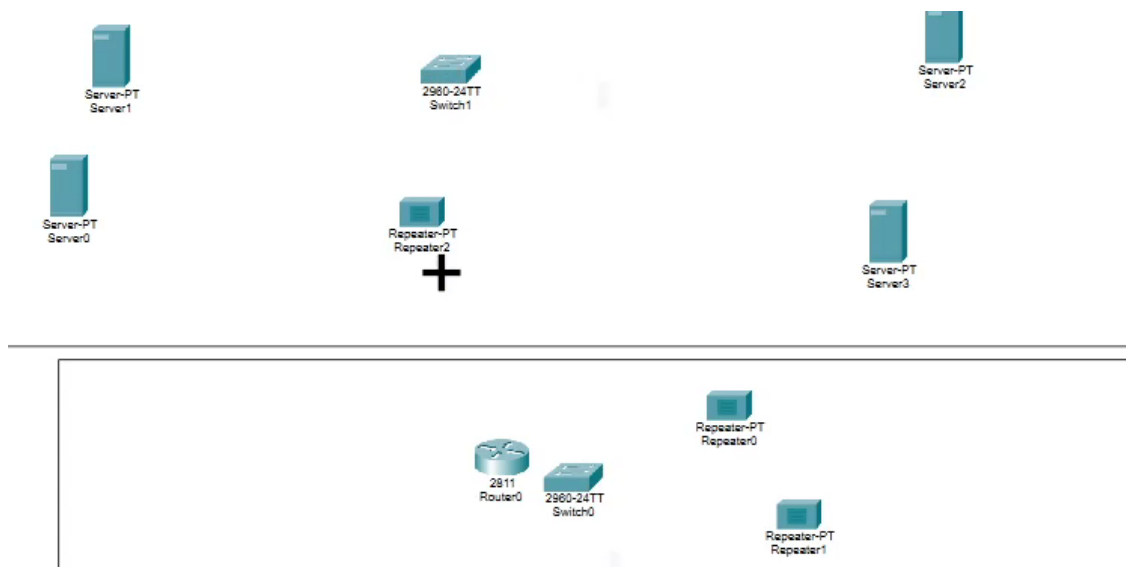 Server-PT
Server1
2960-24TT
Switch1
Server-PT
Server2
Server-PT
Server0
Repeater-PT
Repeater2
Server-PT
Server3
Repeater-PT
Repeater0
2811
Router0
2960-24TT
Switch0
Repeater-PT
Repeater1